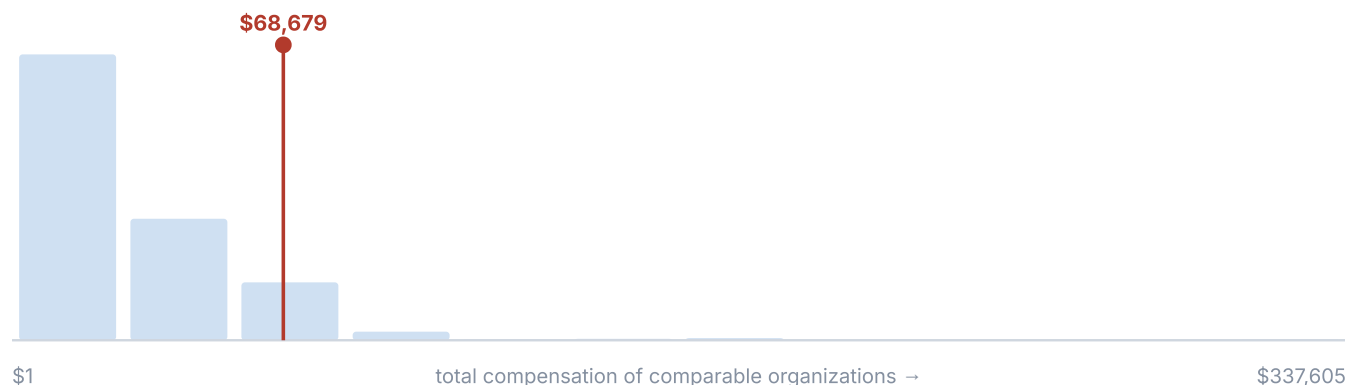 $68,679
$1 total compensation of comparable organizations → $337,605